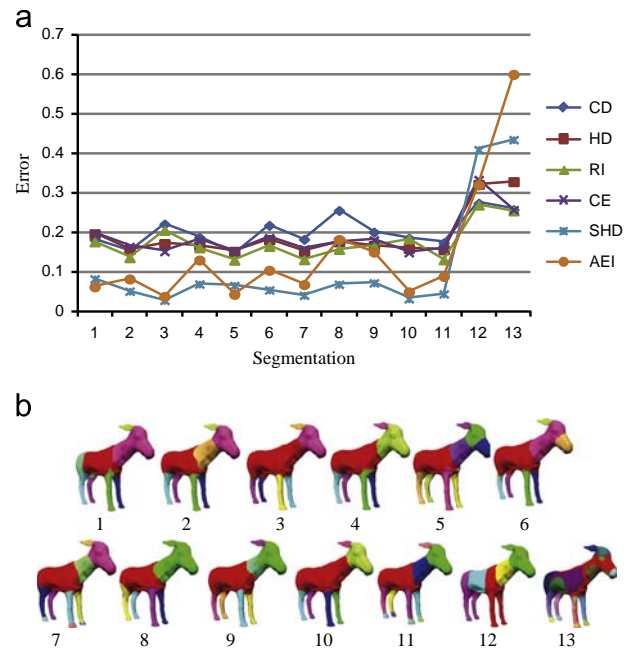 a
0.7
0.6
0.5
0.4
0.3
0.2
0.1
0
Error
1 2 3 4 5 6 7 8 9 10 11 12 13
Segmentation
CD
HD
RI
CE
SHD
AEI
b
1 2 3 4 5 6
7 8 9 10 11 12 13